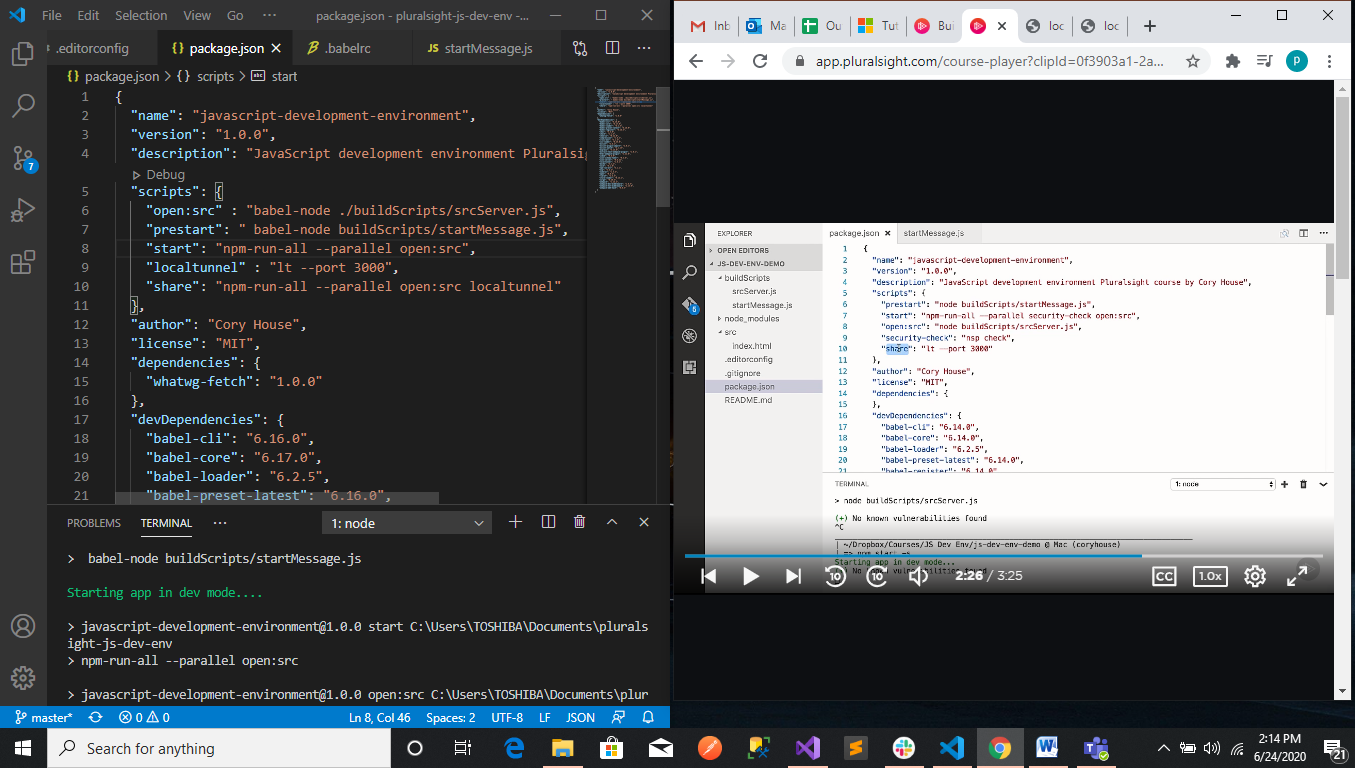 File Edit Selection View Go ··· package.json - pluralsight-js-dev-env -...
.editorconfig {} package.json .babelrc JS startMessage.js ···
{} package.json > {} scripts > abc start
1 {
2 "name": "javascript-development-environment",
3 "version": "1.0.0",
4 "description": "JavaScript development environment Pluralsi
Debug
5 "scripts": {
6 "open:src" : "babel-node ./buildScripts/srcServer.js",
7 "prestart": " babel-node buildScripts/startMessage.js",
8 "start": "npm-run-all --parallel open:src",
9 "localtunnel" : "lt --port 3000",
10 "share": "npm-run-all --parallel open:src localtunnel"
11 },
12 "author": "Cory House",
13 "license": "MIT",
14 "dependencies": {
15 "whatwg-fetch": "1.0.0"
16 },
17 "devDependencies": {
18 "babel-cli": "6.16.0",
19 "babel-core": "6.17.0",
20 "babel-loader": "6.2.5",
21 "babel-preset-latest": "6.16.0",
7
PROBLEMS TERMINAL ··· 1: node
> babel-node buildScripts/startMessage.js
Starting app in dev mode....
> javascript-development-environment@1.0.0 start C:\Users\TOSHIBA\Documents\plurals
ight-js-dev-env
> npm-run-all --parallel open:src
> javascript-development-environment@1.0.0 open:src C:\Users\TOSHIBA\Documents\plur
master* 0 0 Ln 8, Col 46 Spaces: 2 UTF-8 LF JSON
Inb Ma Ou Tut Bui loc loc
app.pluralsight.com/course-player?clipId=0f3903a1-2a... P
EXPLORER
OPEN EDITORS
JS-DEV-ENV-DEMO
buildScripts
srcServer.js
startMessage.js
node_modules
src
index.html
.editorconfig
.gitignore
package.json
README.md
6
package.json startMessage.js
1 {
2 "name": "javascript-development-environment",
3 "version": "1.0.0",
4 "description": "JavaScript development environment Pluralsight course by Cory House",
5 "scripts": {
6 "prestart": "node buildScripts/startMessage.js",
7 "start": "npm-run-all --parallel security-check open:src",
8 "open:src": "node buildScripts/srcServer.js",
9 "security-check": "nsp check",
10 "share": "lt --port 3000"
11 },
12 "author": "Cory House",
13 "license": "MIT",
14 "dependencies": {
15 },
16 "devDependencies": {
17 "babel-cli": "6.14.0",
18 "babel-core": "6.14.0",
19 "babel-loader": "6.2.5",
20 "babel-preset-latest": "6.14.0",
21 "babel-register": "6.14.0",
TERMINAL 1: node
> node buildScripts/srcServer.js
(+) No known vulnerabilities found
^C
| ~/Dropbox/Courses/JS Dev Env/js-dev-env-demo @ Mac (coryhouse)
| => npm start -s
Starting app in dev mode...
(+) No known vulnerabilities found
10 10 2:26 / 3:25 CC 1.0x
Search for anything
2:14 PM
6/24/2020
21